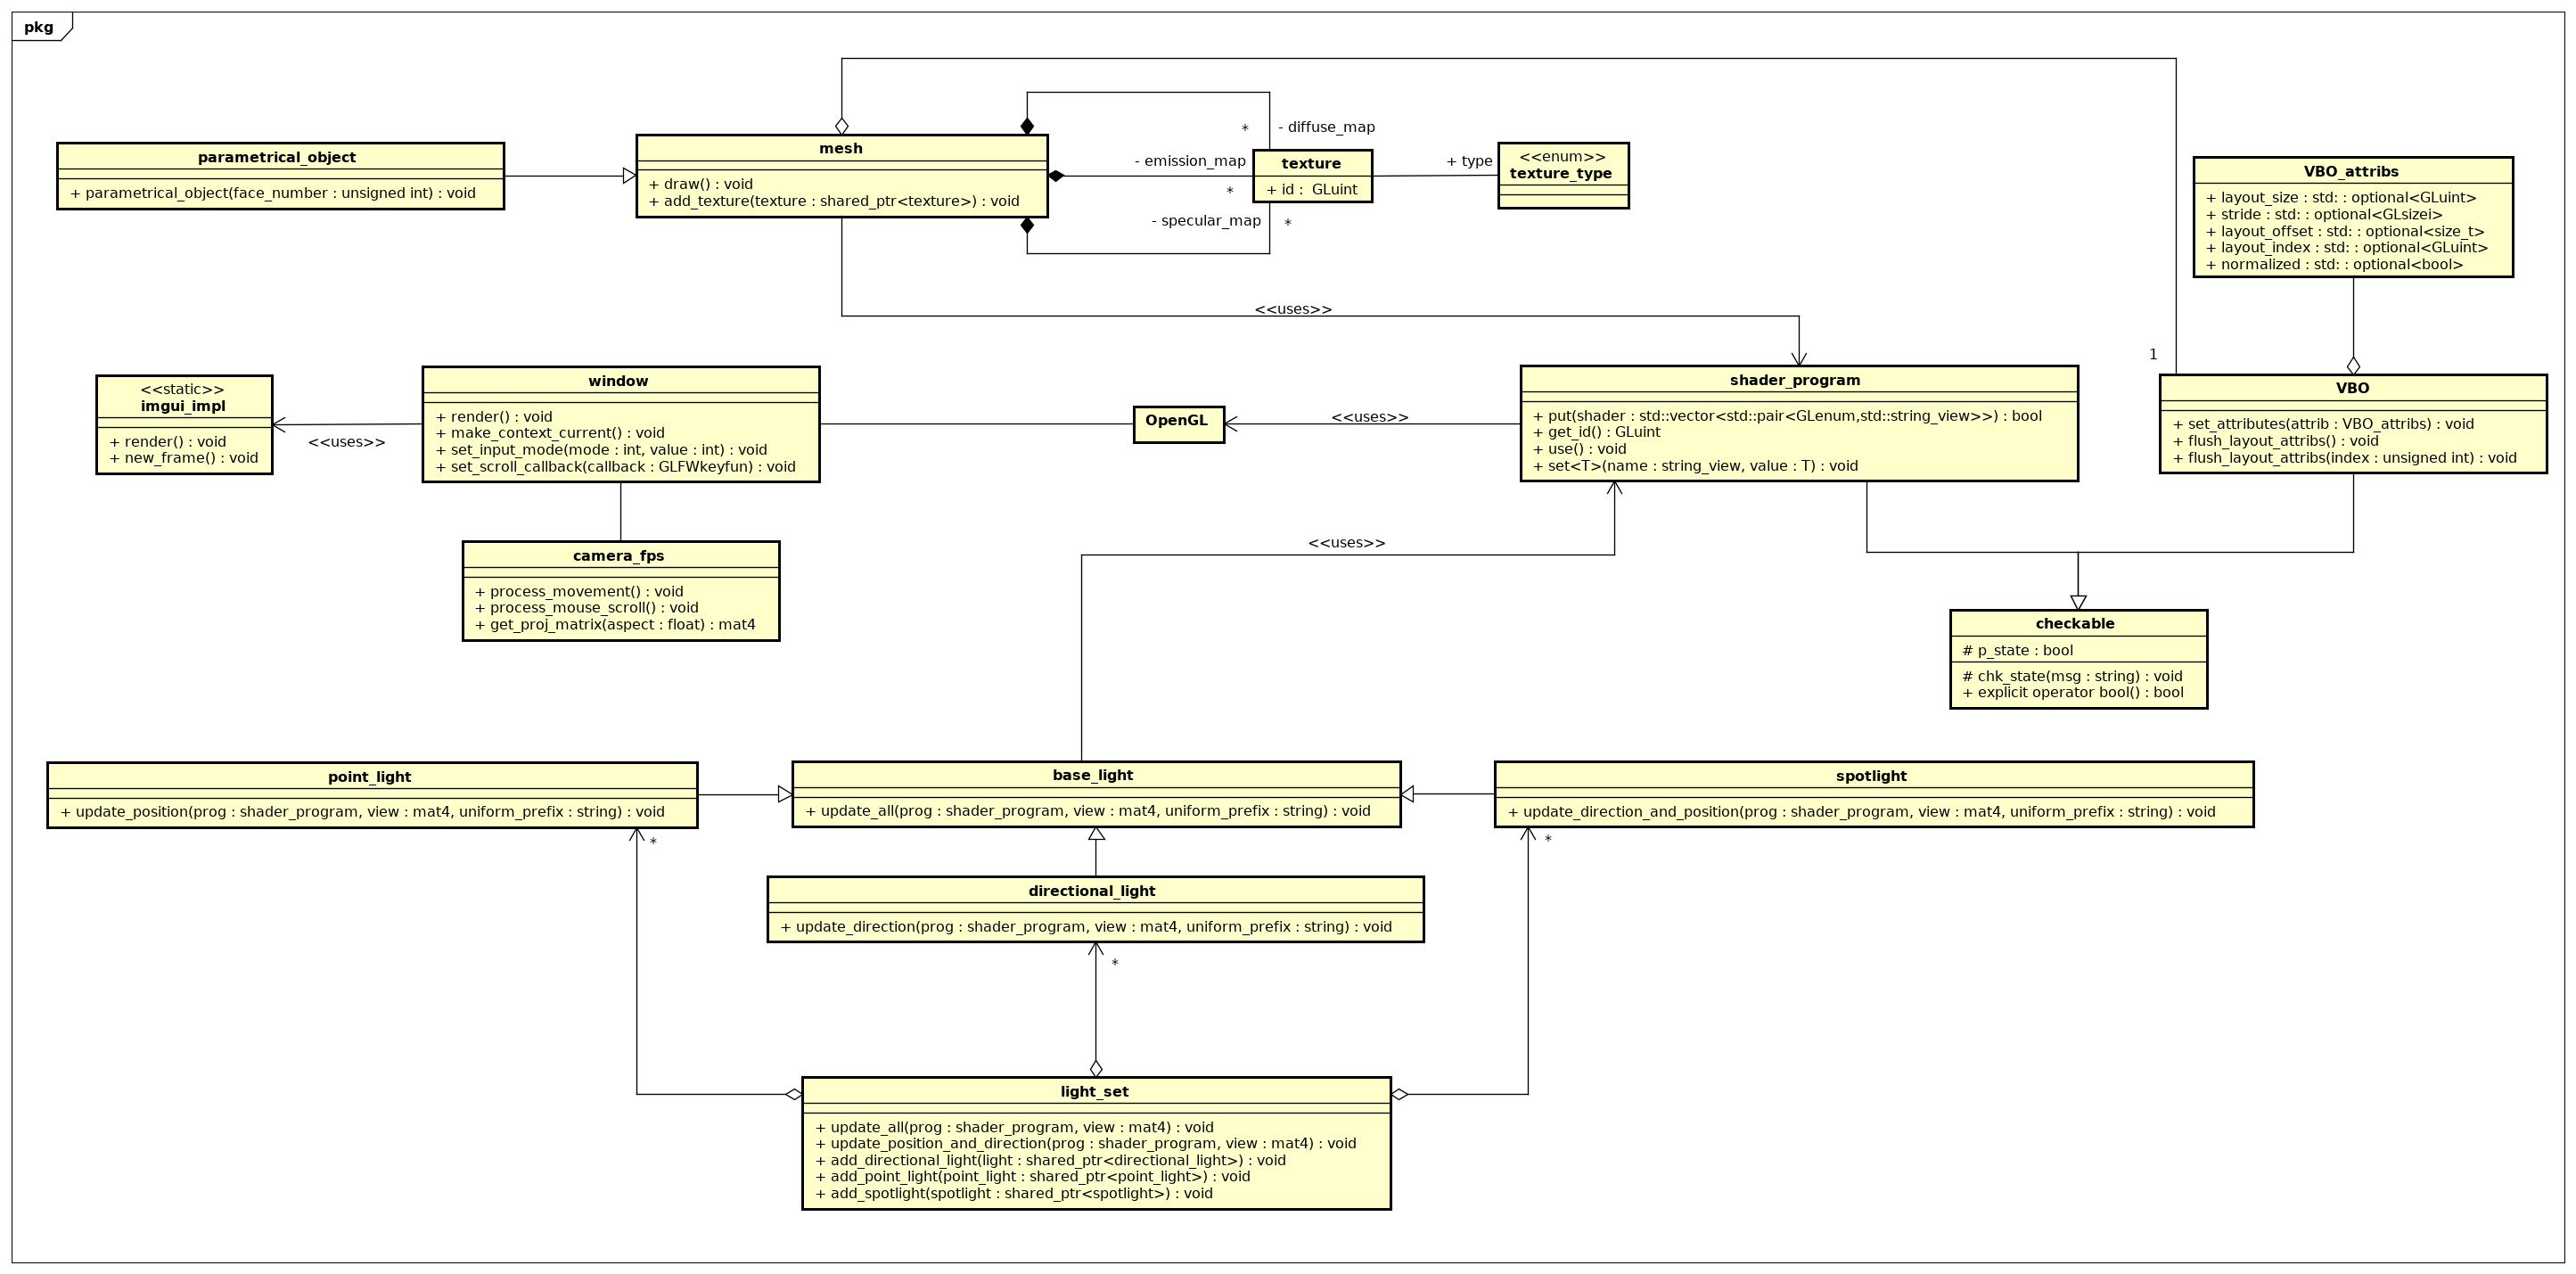 pkg
parametrical_object
+ parametrical_object(face_number : unsigned int) : void
mesh
+ draw() : void
+ add_texture(texture : shared_ptr<texture>) : void
*
- diffuse_map
- emission_map
*
- specular_map
*
texture
+ id :  GLuint
+ type
<<enum>>
texture_type
VBO_attribs
+ layout_size : std: : optional<GLuint>
+ stride : std: : optional<GLsizei>
+ layout_offset : std: : optional<size_t>
+ layout_index : std: : optional<GLuint>
+ normalized : std: : optional<bool>
<<uses>>
1
<<static>>
imgui_impl
+ render() : void
+ new_frame() : void
<<uses>>
window
+ render() : void
+ make_context_current() : void
+ set_input_mode(mode : int, value : int) : void
+ set_scroll_callback(callback : GLFWkeyfun) : void
OpenGL
<<uses>>
shader_program
+ put(shader : std::vector<std::pair<GLenum,std::string_view>>) : bool
+ get_id() : GLuint
+ use() : void
+ set<T>(name : string_view, value : T) : void
VBO
+ set_attributes(attrib : VBO_attribs) : void
+ flush_layout_attribs() : void
+ flush_layout_attribs(index : unsigned int) : void
camera_fps
+ process_movement() : void
+ process_mouse_scroll() : void
+ get_proj_matrix(aspect : float) : mat4
<<uses>>
checkable
# p_state : bool
# chk_state(msg : string) : void
+ explicit operator bool() : bool
point_light
+ update_position(prog : shader_program, view : mat4, uniform_prefix : string) : void
base_light
+ update_all(prog : shader_program, view : mat4, uniform_prefix : string) : void
spotlight
+ update_direction_and_position(prog : shader_program, view : mat4, uniform_prefix : string) : void
*
*
directional_light
+ update_direction(prog : shader_program, view : mat4, uniform_prefix : string) : void
*
light_set
+ update_all(prog : shader_program, view : mat4) : void
+ update_position_and_direction(prog : shader_program, view : mat4) : void
+ add_directional_light(light : shared_ptr<directional_light>) : void
+ add_point_light(point_light : shared_ptr<point_light>) : void
+ add_spotlight(spotlight : shared_ptr<spotlight>) : void